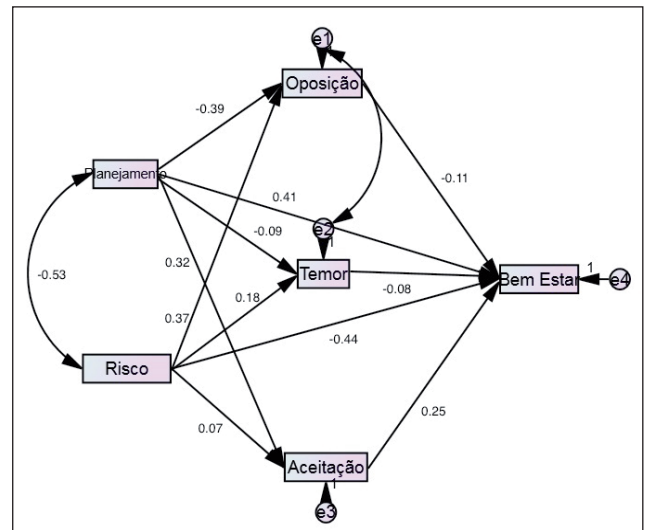 e1
Oposição
-0.39
Planejamento
-0.11
0.41
e2
1
-0.09
Temor
Bem Estar
1
e4
-0.53
0.32
0.18
-0.08
0.37
-0.44
Risco
0.07
0.25
Aceitação
1
e3